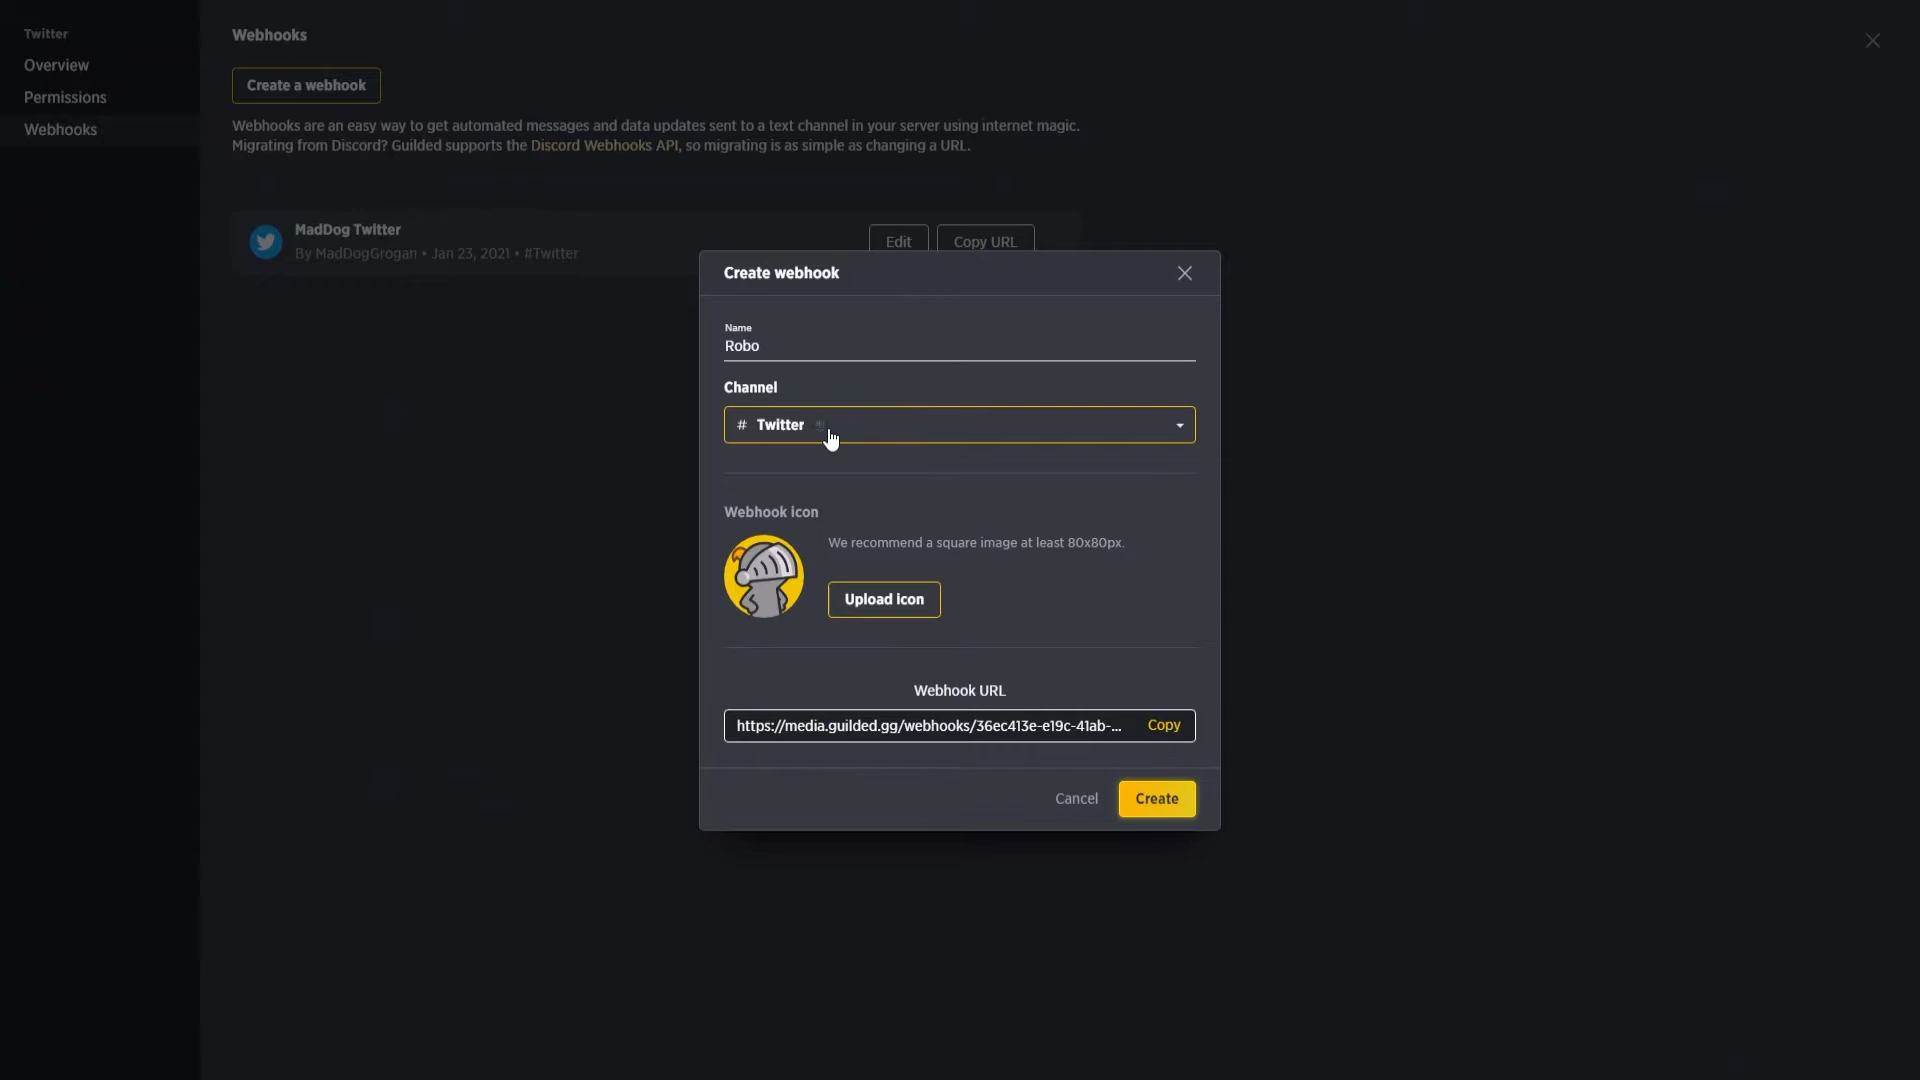 Twitter
Overview
Permissions
Webhooks
Webhooks
Create a webhook
Webhooks are an easy way to get automated messages and data updates sent to a text channel in your server using internet magic.
Migrating from Discord? Guilded supports the Discord Webhooks API, so migrating is as simple as changing a URL.
MadDog Twitter
By MadDogGrogan • Jan 23, 2021 • #Twitter
Edit
Copy URL
Create webhook
Name
Robo
Channel
# Twitter
Webhook icon
We recommend a square image at least 80x80px.
Upload icon
Webhook URL
https://media.guilded.gg/webhooks/36ec413e-e19c-41ab-...
Copy
Cancel
Create